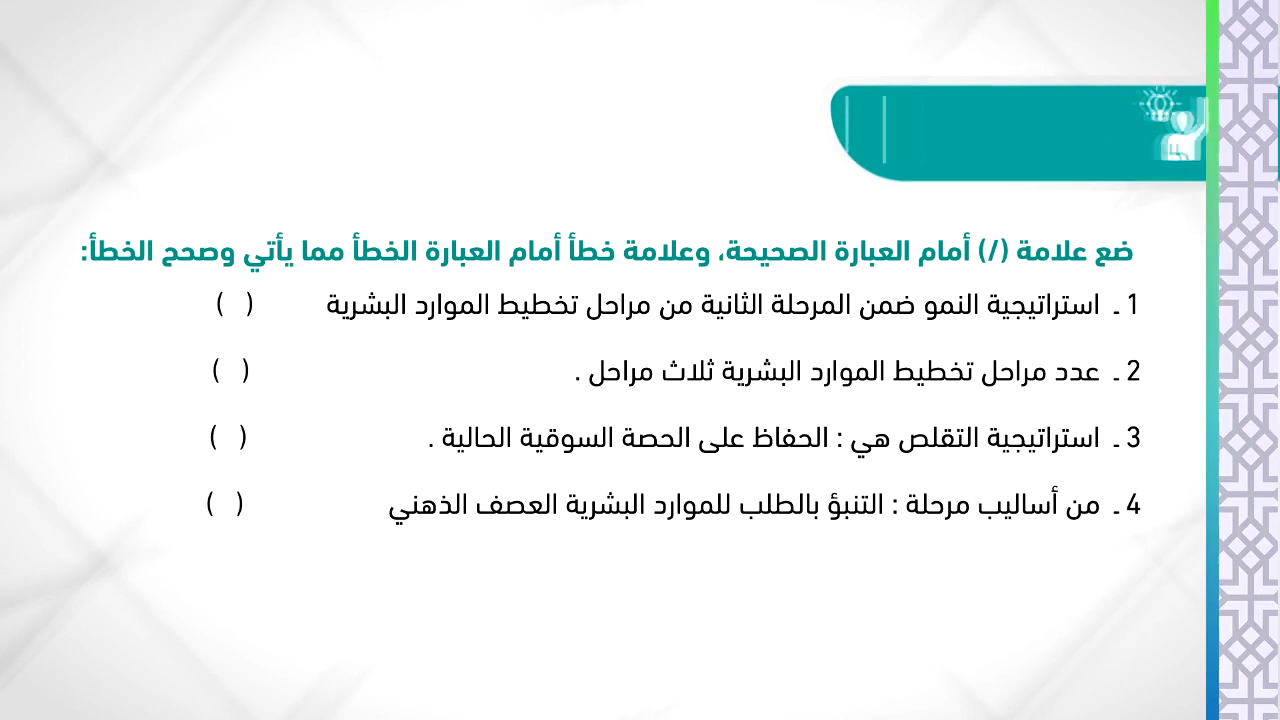 ضع علامة (/) أمام العبارة الصحيحة، وعلامة خطأ أمام العبارة الخطأ مما يأتي وصحح الخطأ:
1 ـ استراتيجية النمو ضمن المرحلة الثانية من مراحل تخطيط الموارد البشرية ( )
2 ـ عدد مراحل تخطيط الموارد البشرية ثلاث مراحل . ( )
3 ـ استراتيجية التقلص هي : الحفاظ على الحصة السوقية الحالية . ( )
4 ـ من أساليب مرحلة : التنبؤ بالطلب للموارد البشرية العصف الذهني ( )